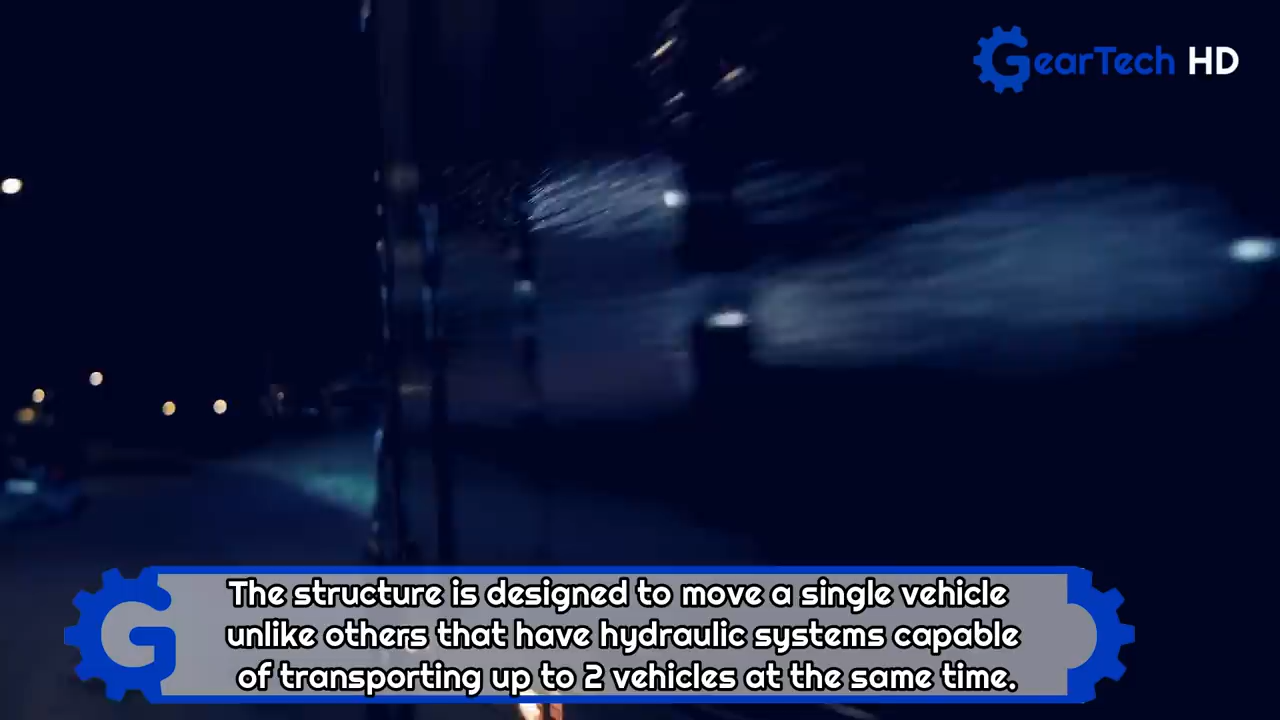 GearTech HD
The structure is designed to move a single vehicle
unlike others that have hydraulic systems capable
of transporting up to 2 vehicles at the same time.